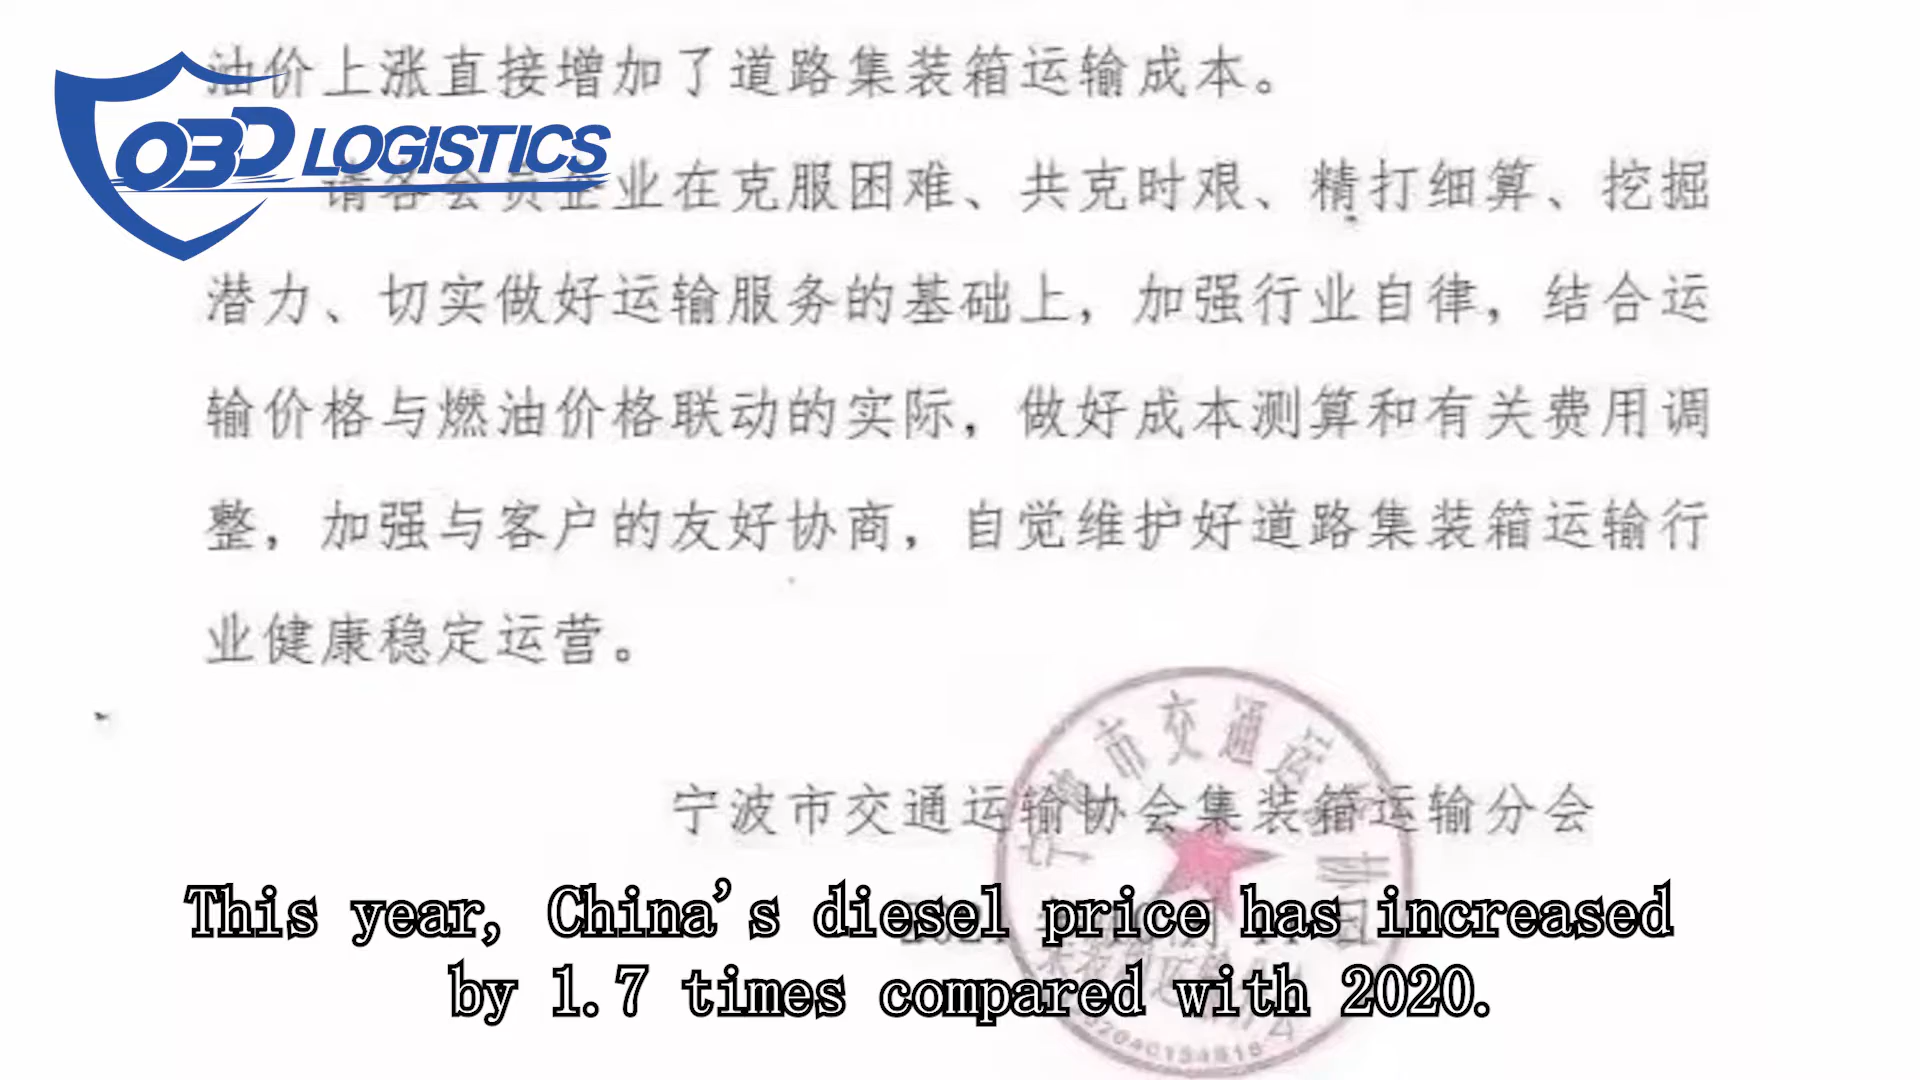 油价上涨直接增加了道路集装箱运输成本。
OBD LOGISTICS
请各会员企业在克服困难、共克时艰、精打细算、挖掘
潜力、切实做好运输服务的基础上，加强行业自律，结合运
输价格与燃油价格联动的实际，做好成本测算和有关费用调
整，加强与客户的友好协商，自觉维护好道路集装箱运输行
业健康稳定运营。
宁波市交通运输协会集装箱运输分会
This year, China's diesel price has increased
by 1.7 times compared with 2020.